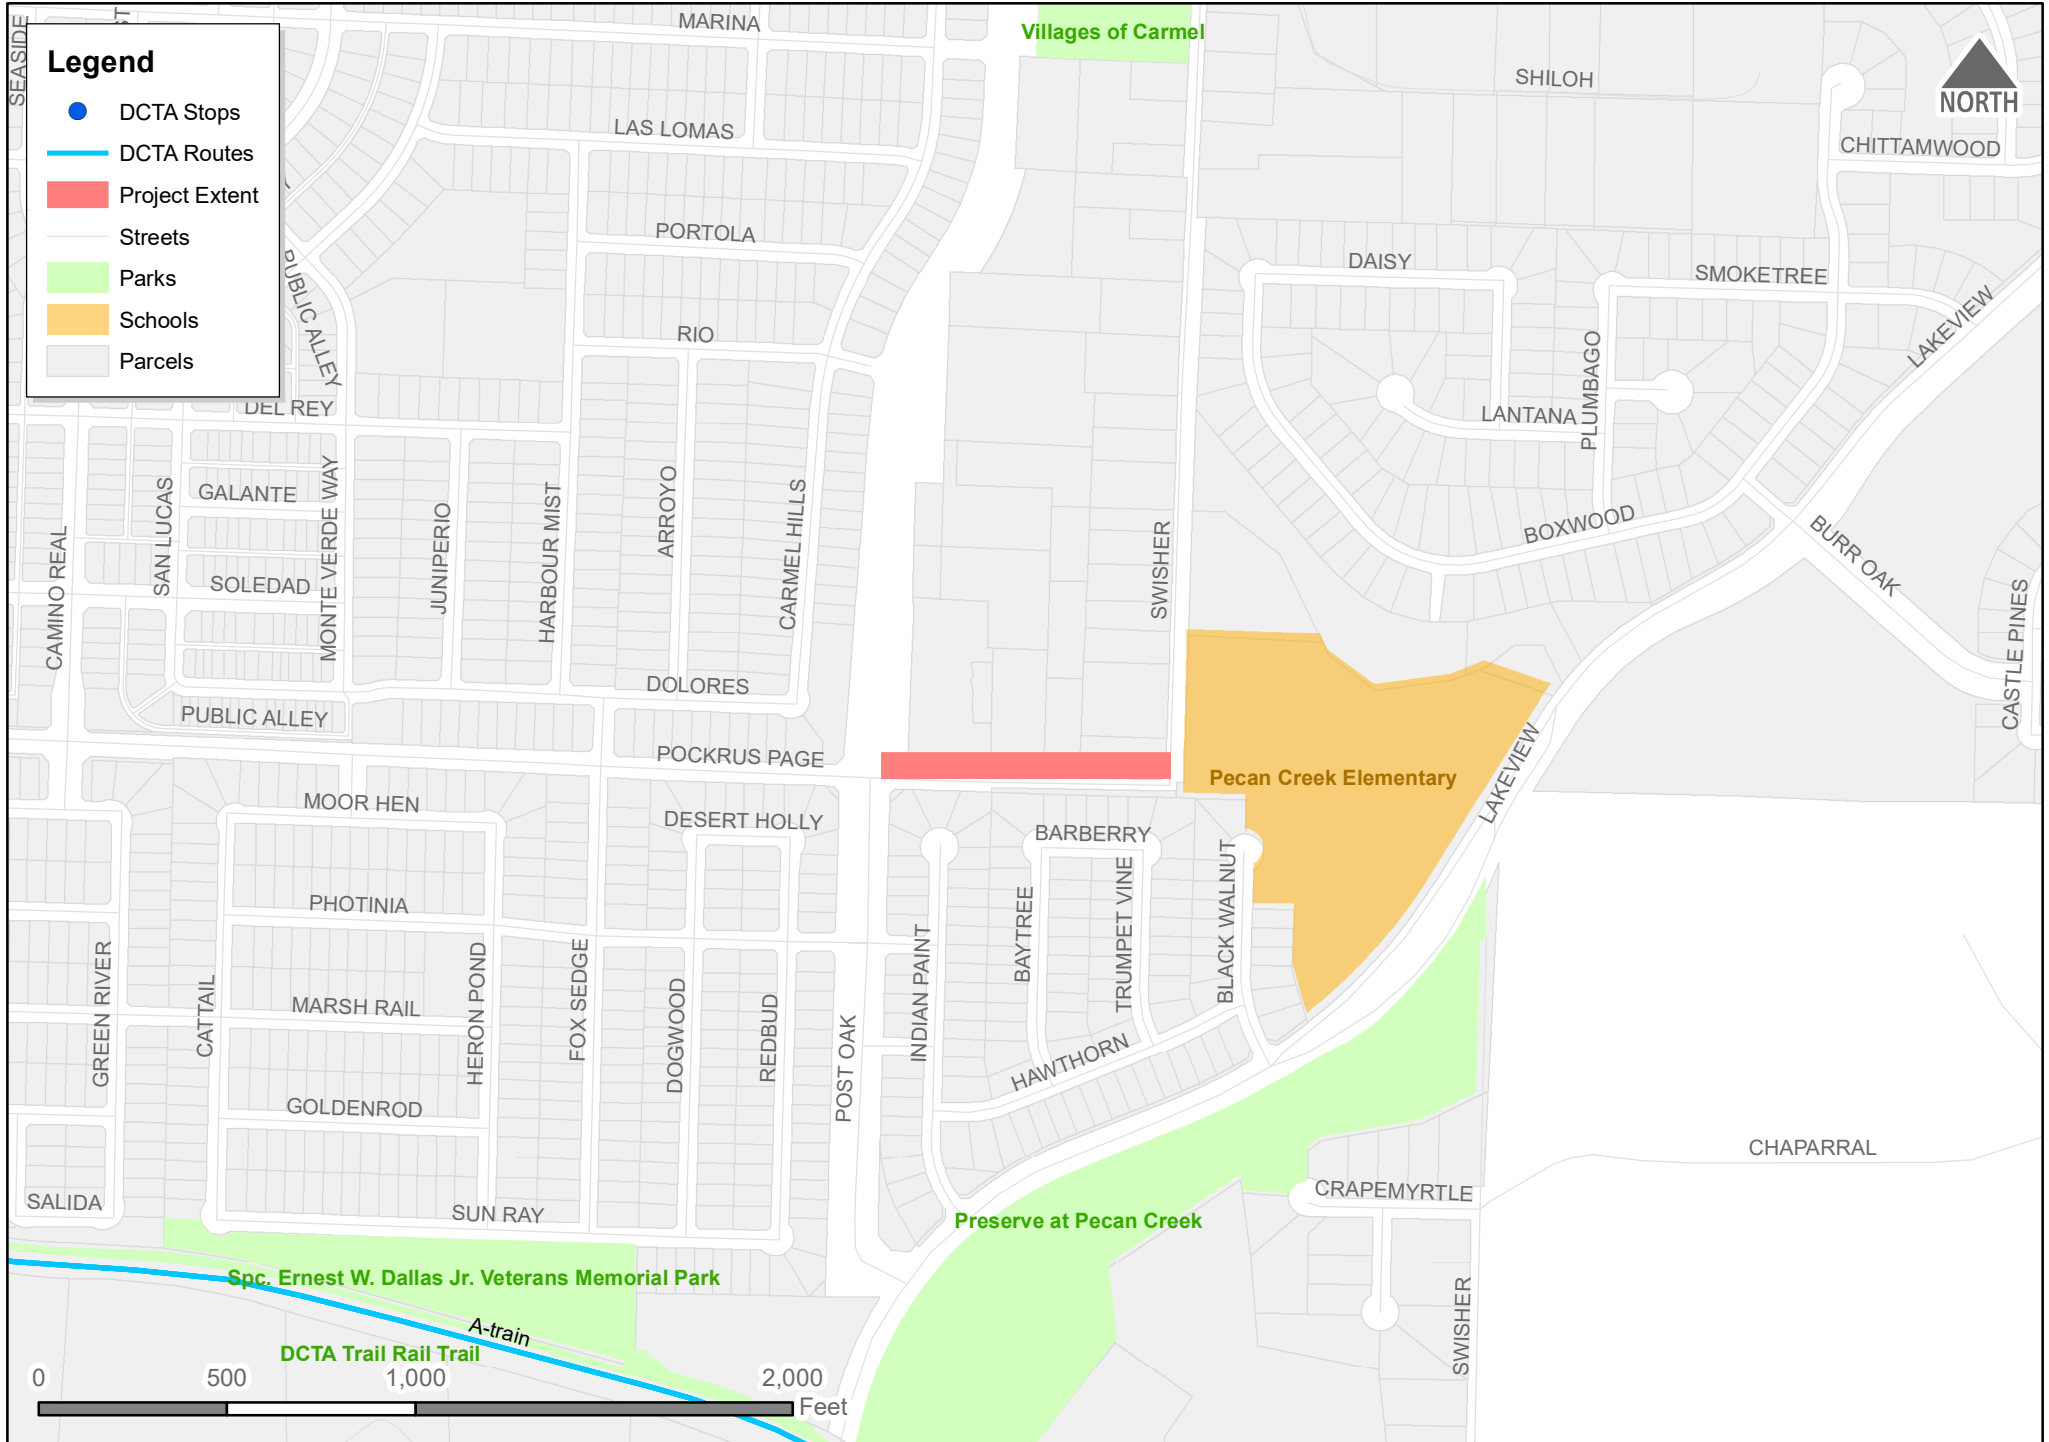 MARINA
Villages of Carmel
SEASIDE
ST
Legend
DCTA Stops
DCTA Routes
Project Extent
Streets
Parks
Schools
Parcels
SHILOH
NORTH
LAS LOMAS
CHITTAMWOOD
PORTOLA
PUBLIC ALLEY
DAISY
SMOKETREE
LAKEVIEW
RIO
PLUMBAGO
DEL REY
LANTANA
GALANTE
SAN LUCAS
MONTE VERDE WAY
JUNIPERIO
HARBOUR MIST
ARROYO
CARMEL HILLS
SWISHER
BOXWOOD
BURR OAK
CAMINO REAL
SOLEDAD
CASTLE PINES
DOLORES
PUBLIC ALLEY
POCKRUS PAGE
Pecan Creek Elementary
LAKEVIEW
MOOR HEN
DESERT HOLLY
BARBERRY
PHOTINIA
GREEN RIVER
CATTAIL
HERON POND
FOX SEDGE
DOGWOOD
REDBUD
POST OAK
INDIAN PAINT
BAYTREE
TRUMPET VINE
BLACK WALNUT
MARSH RAIL
HAWTHORN
GOLDENROD
CHAPARRAL
SALIDA
SUN RAY
CRAPEMYRTLE
Preserve at Pecan Creek
Spc. Ernest W. Dallas Jr. Veterans Memorial Park
A-train
DCTA Trail Rail Trail
SWISHER
0 500 1,000 2,000
Feet